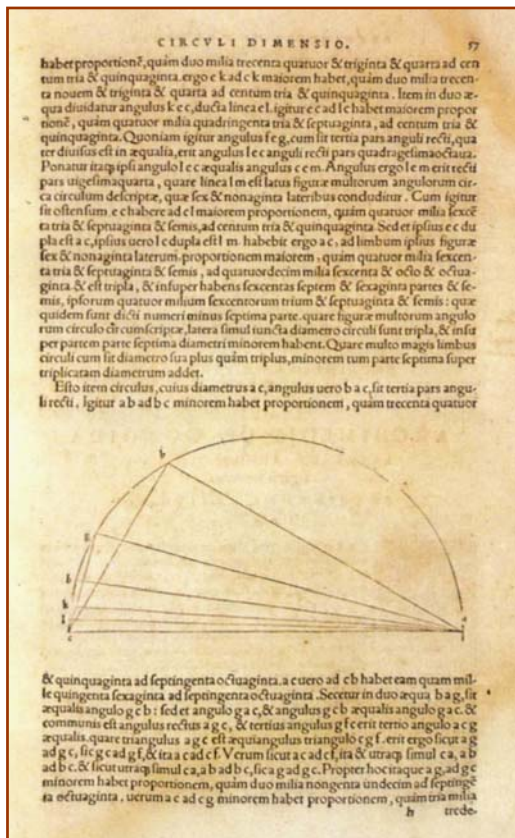 CIRCVLI DIMENSIO. 57
habet proportionē, quàm duo milia trecenta quatuor & triginta & quarta ad cen
tum tria & quinquaginta. ergo e k ad c k maiorem habet, quàm duo milia trecen-
ta nouem & triginta & quarta ad centum tria & quinquaginta. Item in duo æ-
qua diuidatur angulus k e c, ducta linea e l. igitur e c ad l c habet maiorem propor
tionē, quàm quatuor milia quadringenta tria & septuaginta, ad centum tria &
quinquaginta. Quoniam igitur angulus f e g, cum sit tertia pars anguli recti, qua
ter diuisus est in æqualia, erit angulus l e c anguli recti pars quadragesimaoctaua.
Ponatur itaq; ipsi angulo l e c æqualis angulus c e m. Angulus ergo l e m erit recti
pars uigesimaquarta, quare linea l m est latus figuræ multorum angulorum cir-
ca circulum descriptæ, quæ sex & nonaginta lateribus concluditur. Cum igitur
sit ostensum, e c habere ad c l maiorem proportionem, quàm quatuor milia sexcē
ta tria & septuaginta & semis, ad centum tria & quinquaginta. Sed et ipsius e c du
pla est a c, ipsius uero l c dupla est l m. habebit ergo a c, ad limbum ipsius figuræ
sex & nonaginta laterum. proportionem maiorem, quàm quatuor milia sexcen-
ta tria & septuaginta & semis, ad quatuordecim milia sexcenta & octo & octua-
ginta. & est tripla, & insuper habens sexcentas septem & sexaginta partes & se-
mis, ipsorum quatuor milium sexcentorum trium & septuaginta & semis: quæ
quidem sunt dicti numeri minus septima parte. quare figuræ multorum angulo
rum circulo circumscriptæ, latera simul iuncta diametro circuli sunt tripla, & insu
per partem parte septima diametri minorem habent. Quare multo magis limbus
circuli cum sit diametro sua plus quàm triplus, minorem tum parte septima super
triplicatam diametrum addet.
Esto item circulus, cuius diametrus a c, angulus uero b a c, sit tertia pars angu-
li recti. Igitur a b ad b c minorem habet proportionem, quàm trecenta quatuor
b
g
k
l
c
& quinquaginta ad septingenta octuaginta. a c uero ad c b habet eam quam mil-
le quingenta sexaginta ad septingenta octuaginta. Secetur in duo æqua b a g, sit
æqualis angulo g c b: sed et angulo g a c, & angulus g c b æqualis angulo g a c. &
communis est angulus rectus a g c, & tertius angulus g f c erit tertio angulo a c g
æqualis. quare triangulus a g c est æquiangulus triangulo c g f. erit ergo sicut a g
ad g c, sic g c ad g f, & ita a c ad c f. Verum sicut a c ad c f, ita & utraq; simul c a, a b
ad b c. & sicut utraq; simul c a, a b ad b c, sic a g ad g c. Propter hoc itaque a g, ad g c
minorem habet proportionem, quàm duo milia nongenta undecim ad septingē
ta octuaginta, uerum a c ad c g minorem habet proportionem, quàm tria milia
h trede-